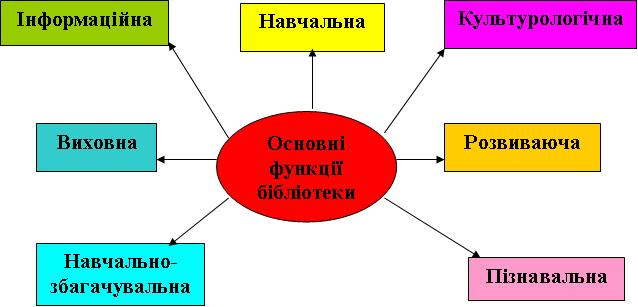 Інформаційна
Навчальна
Культурологічна
Виховна
Основні
функції
бібліотеки
Розвиваюча
Навчально-
збагачувальна
Пізнавальна